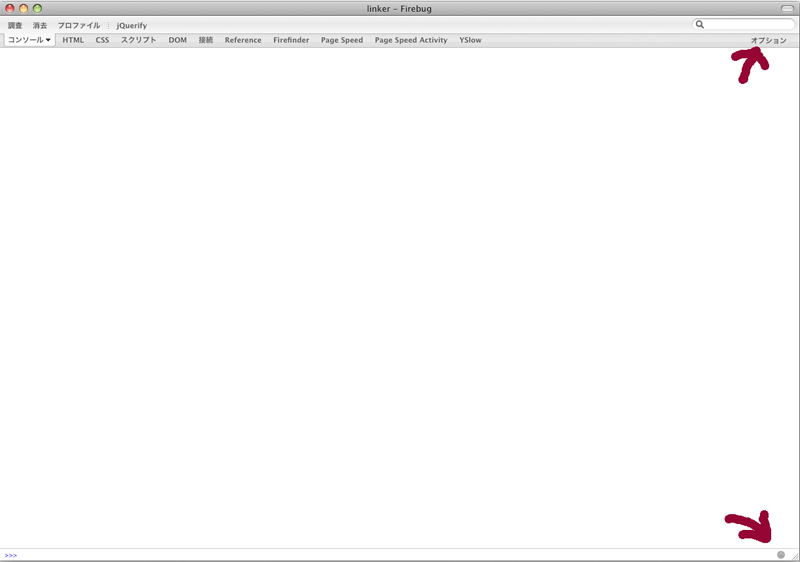 linker – Firebug
調査 消去 プロファイル jQuerify
コンソール HTML CSS スクリプト DOM 接続 Reference Firefinder Page Speed Page Speed Activity YSlow オプション
>>>